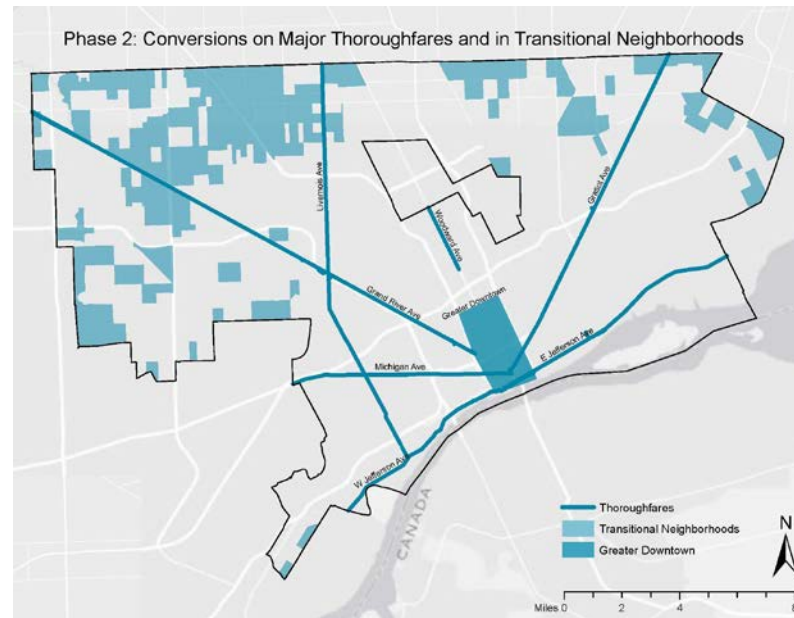 Phase 2: Conversions on Major Thoroughfares and in Transitional Neighborhoods
Livernois Ave
Gratiot Ave
Woodward Ave
Grand River Ave
Greater Downtown
E Jefferson Ave
Michigan Ave
W Jefferson Ave
CANADA
Thoroughfares
Transitional Neighborhoods
Greater Downtown
N
Miles 0 2 4 8